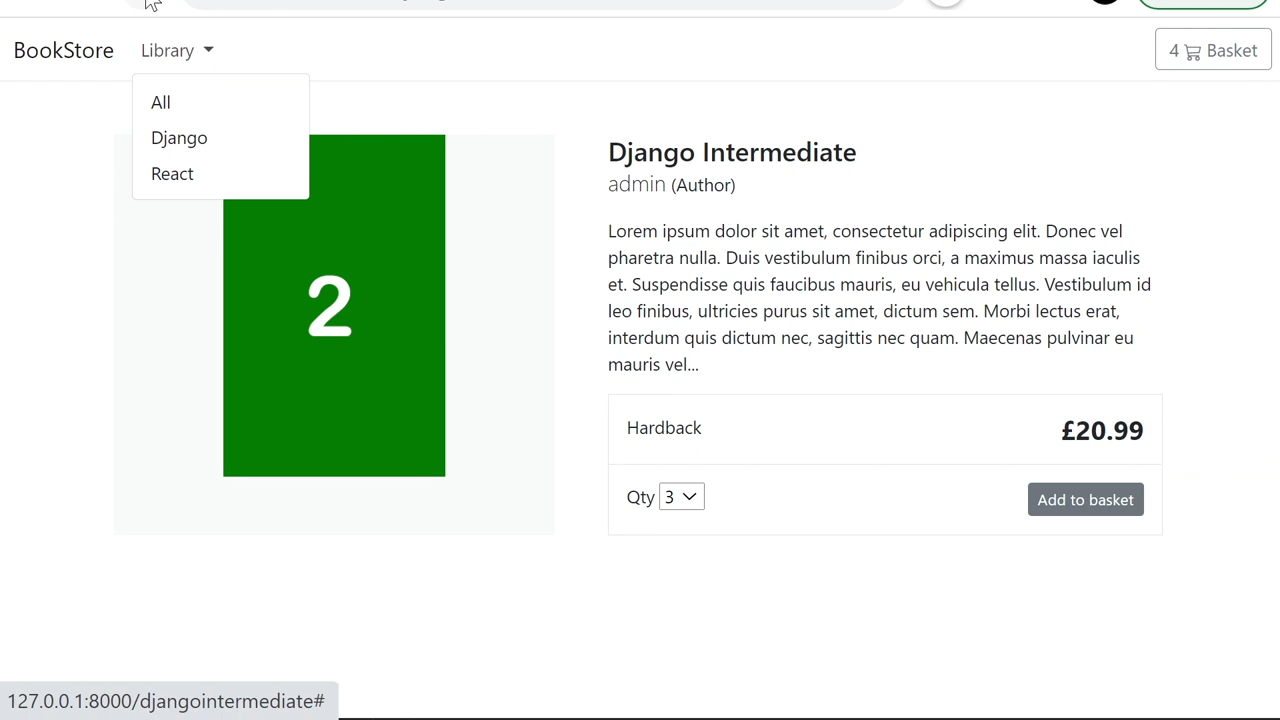 BookStore Library
4 Basket
All
Django
React
2
Django Intermediate
admin (Author)
Lorem ipsum dolor sit amet, consectetur adipiscing elit. Donec vel
pharetra nulla. Duis vestibulum finibus orci, a maximus massa iaculis
et. Suspendisse quis faucibus mauris, eu vehicula tellus. Vestibulum id
leo finibus, ultricies purus sit amet, dictum sem. Morbi lectus erat,
interdum quis dictum nec, sagittis nec quam. Maecenas pulvinar eu
mauris vel...
Hardback £20.99
Qty 3 Add to basket
127.0.0.1:8000/djangointermediate#